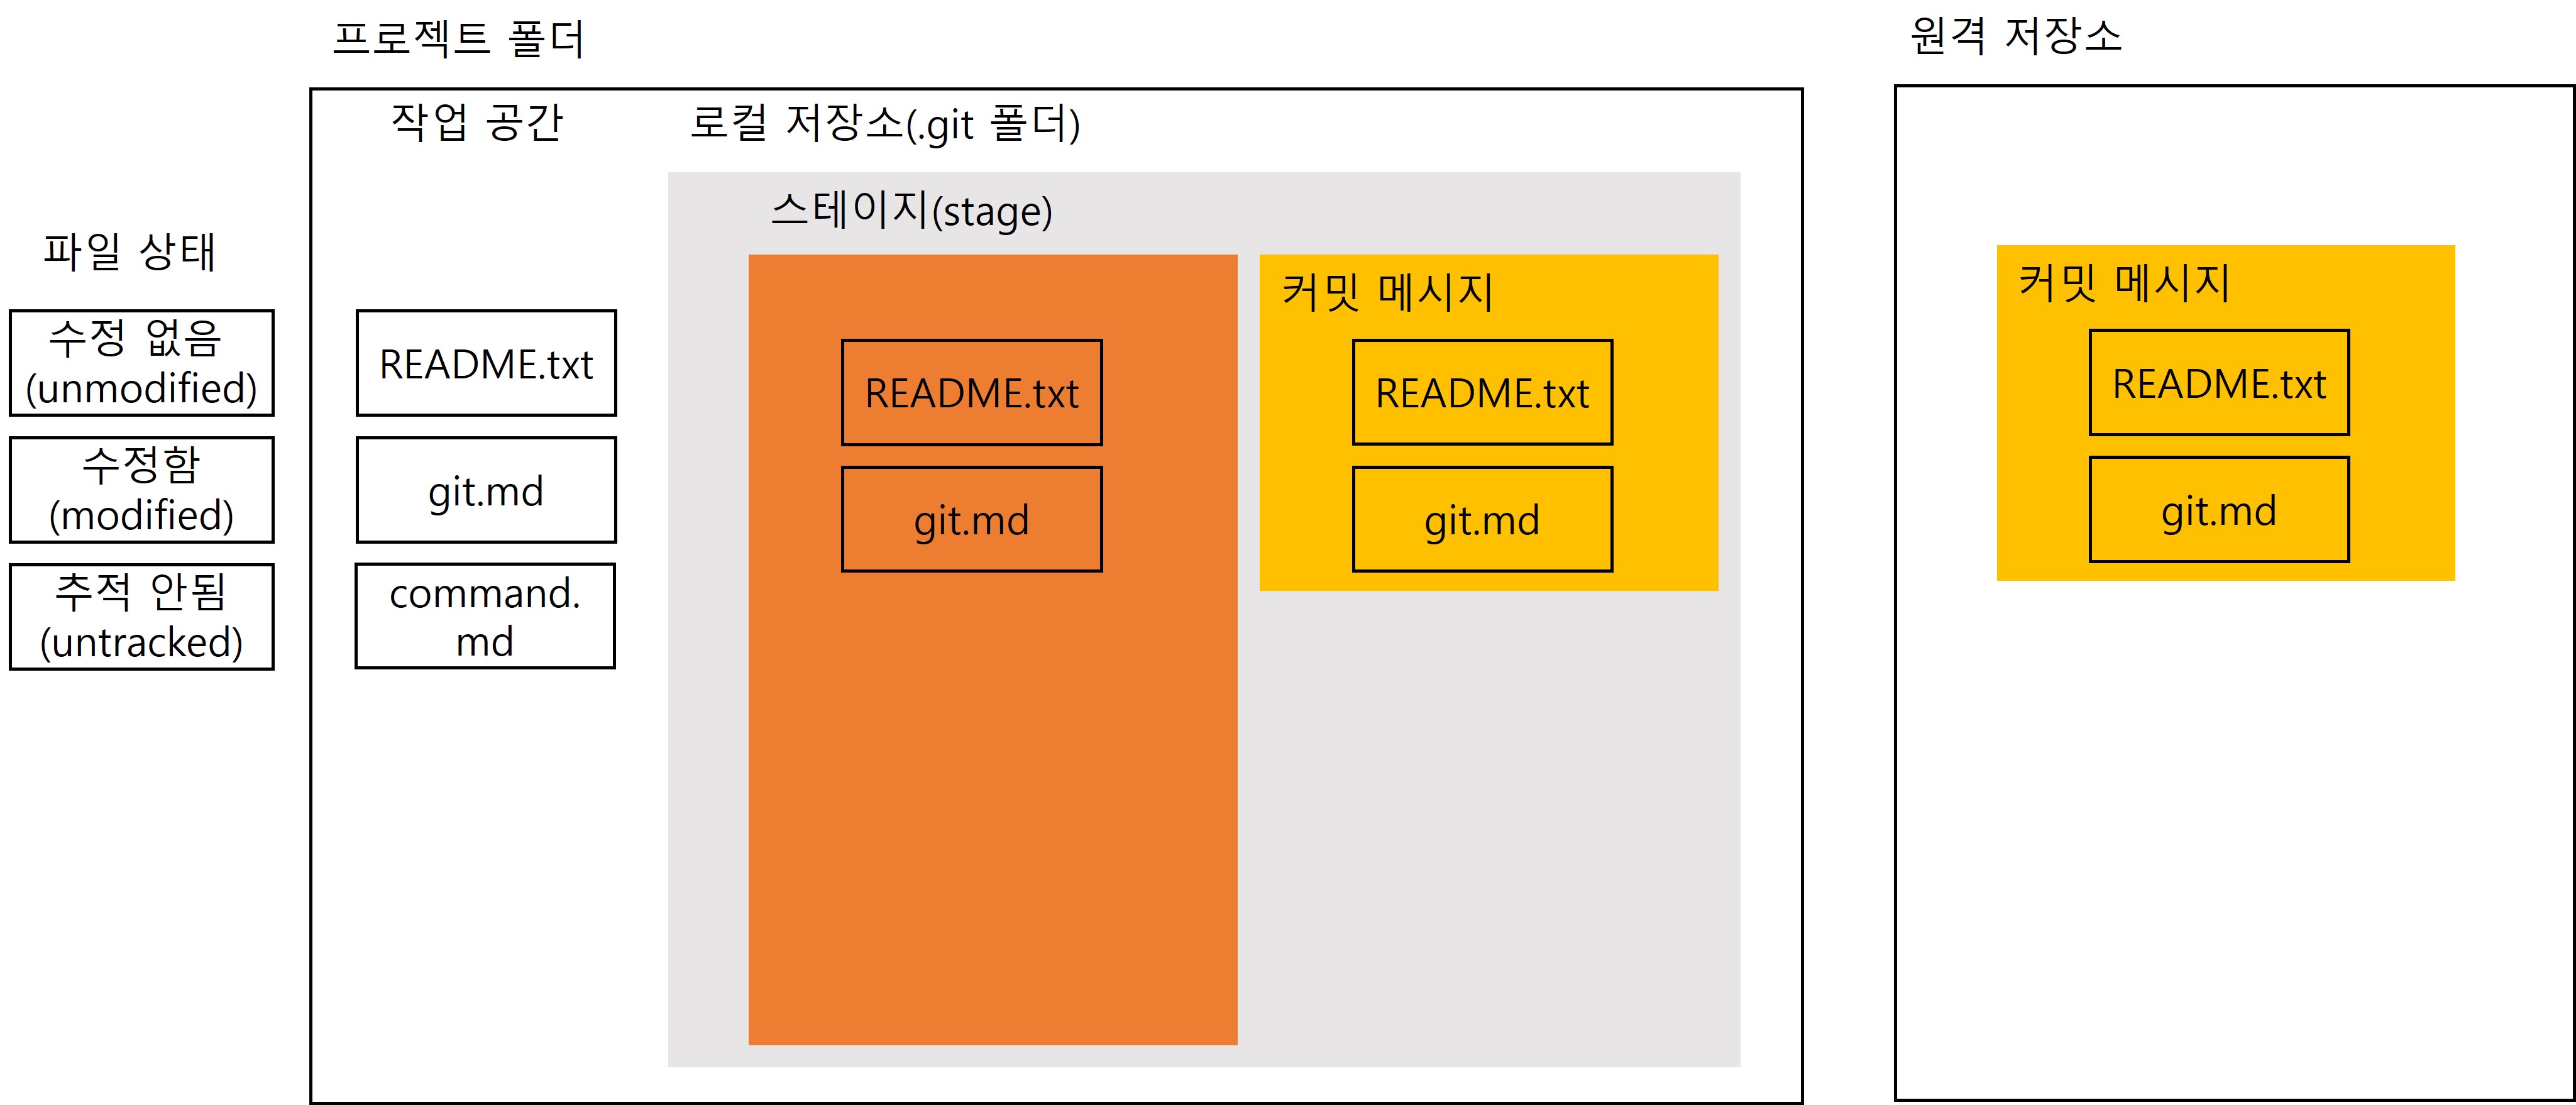 프로젝트 폴더
원격 저장소
작업 공간
로컬 저장소(.git 폴더)
스테이지(stage)
파일 상태
수정 없음
(unmodified)
수정함
(modified)
추적 안됨
(untracked)
README.txt
git.md
command.
md
README.txt
git.md
커밋 메시지
README.txt
git.md
커밋 메시지
README.txt
git.md